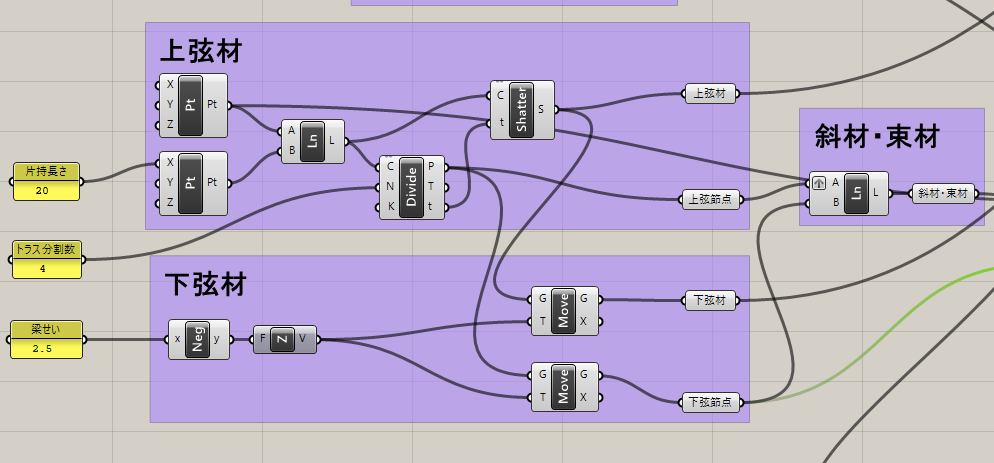 上弦材
X
Y
Z
Pt
Pt
X
Y
Z
Pt
Pt
A
B
Ln
L
C
N
K
Divide
P
T
t
C
t
Shatter
S
上弦材
上弦節点
片持長さ
20
トラス分割数
4
梁せい
2.5
下弦材
x
Neg
y
F
Z
V
G
T
Move
G
X
G
T
Move
G
X
下弦材
下弦節点
斜材・束材
A
B
Ln
L
斜材・束材